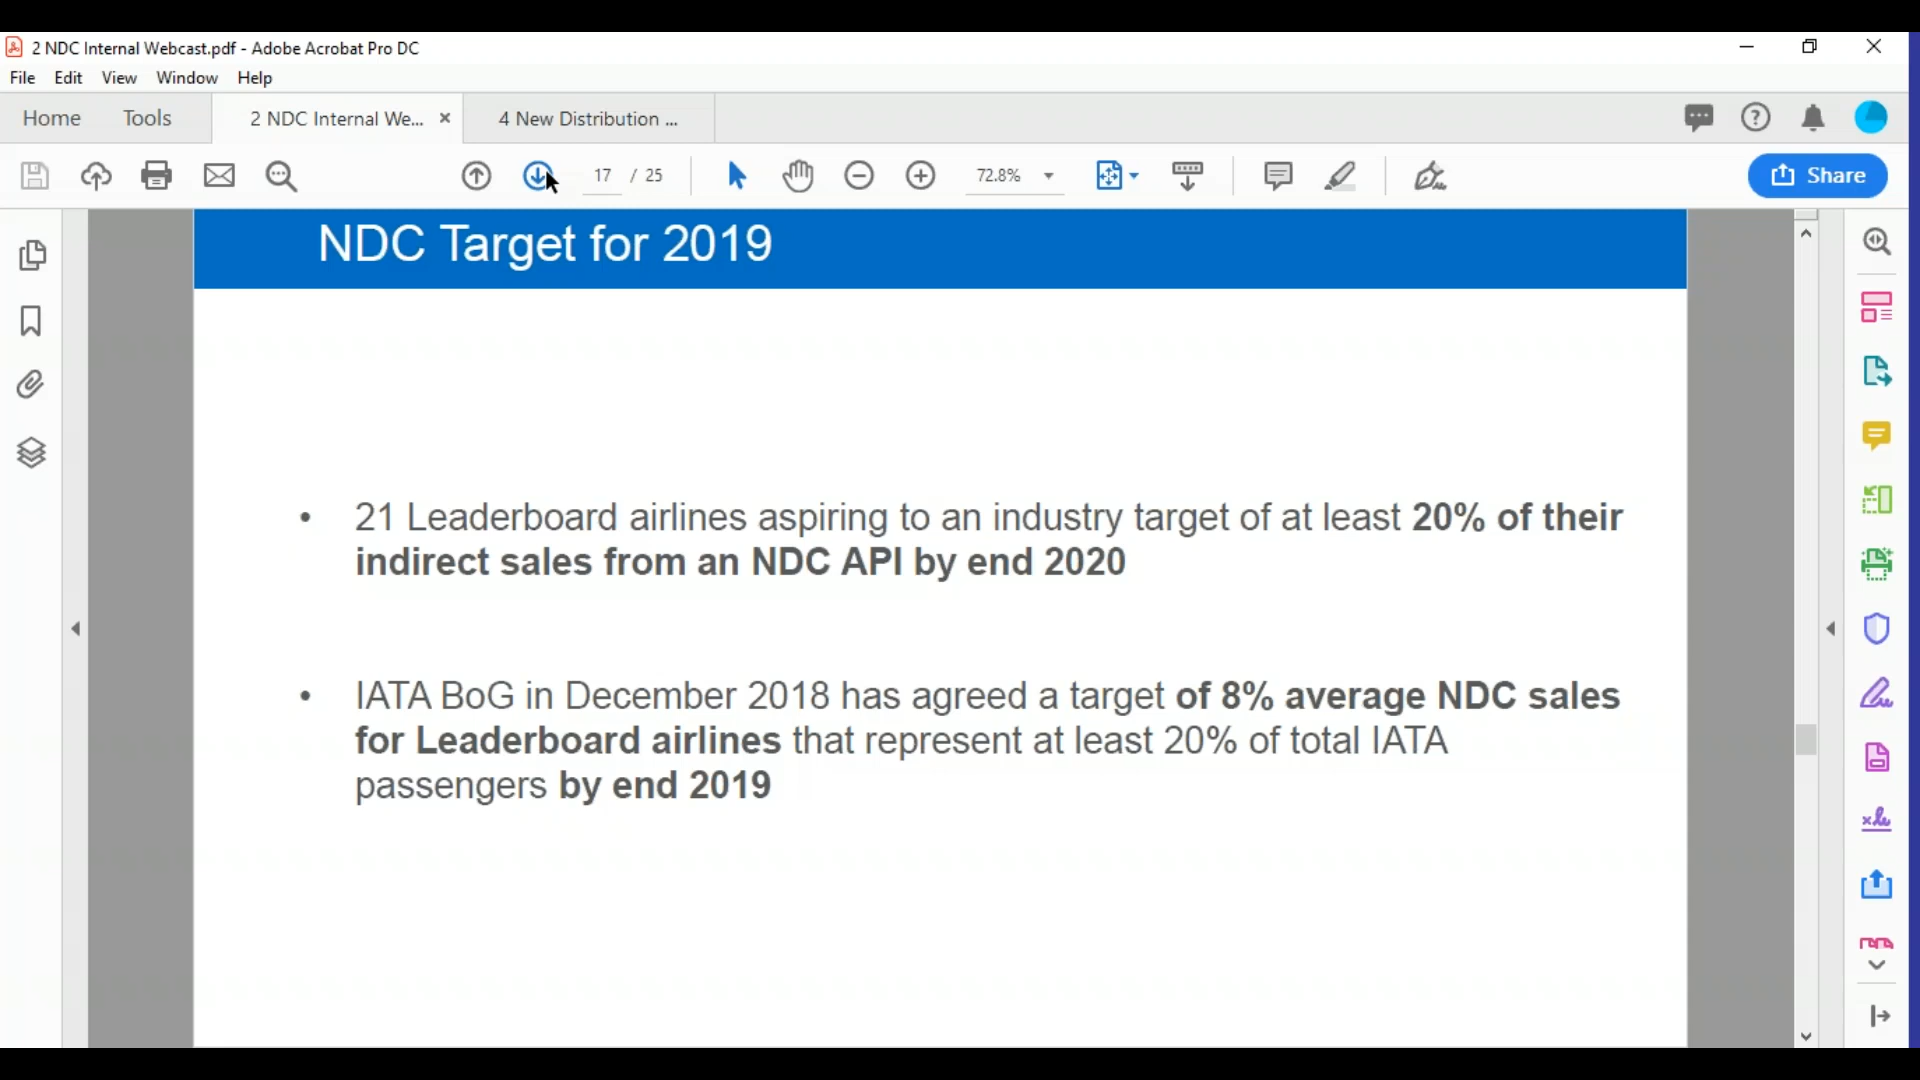 2 NDC Internal Webcast.pdf - Adobe Acrobat Pro DC
File Edit View Window Help
Home Tools 2 NDC Internal We... × 4 New Distribution ...
17 / 25 72.8% Share
NDC Target for 2019
• 21 Leaderboard airlines aspiring to an industry target of at least 20% of their
indirect sales from an NDC API by end 2020
• IATA BoG in December 2018 has agreed a target of 8% average NDC sales
for Leaderboard airlines that represent at least 20% of total IATA
passengers by end 2019